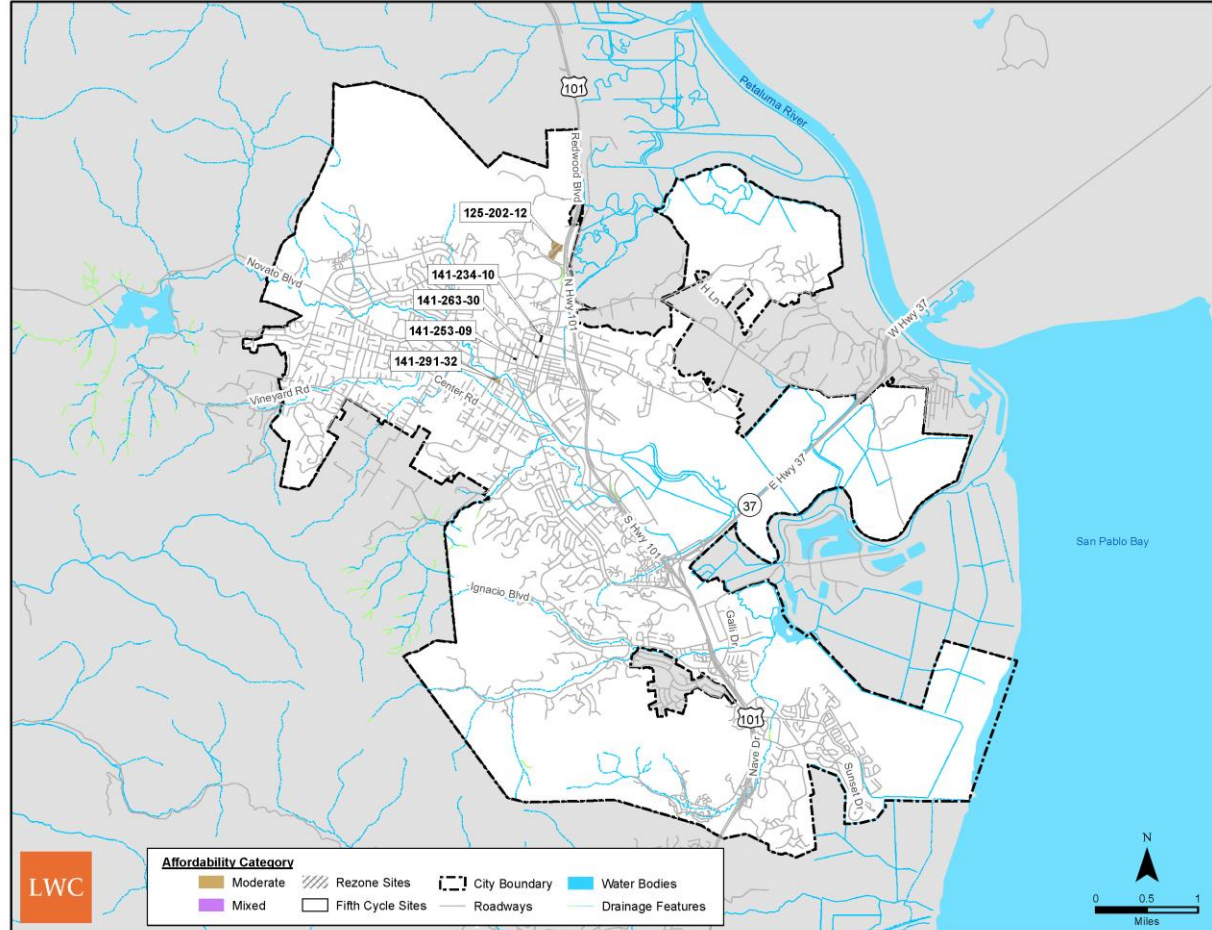 101
Petaluma River
Redwood Blvd
125-202-12
Novato Blvd
141-234-10
141-263-30
141-253-09
141-291-32
N Hwy 101
H Ln
W Hwy 37
Vineyard Rd
Center Rd
E Hwy 37
37
S Hwy 101
San Pablo Bay
Ignacio Blvd
Galli Dr
101
Nave Dr
Sunset Dr
LWC
Affordability Category
Moderate
Rezone Sites
City Boundary
Water Bodies
Mixed
Fifth Cycle Sites
Roadways
Drainage Features
N
0 0.5 1
Miles